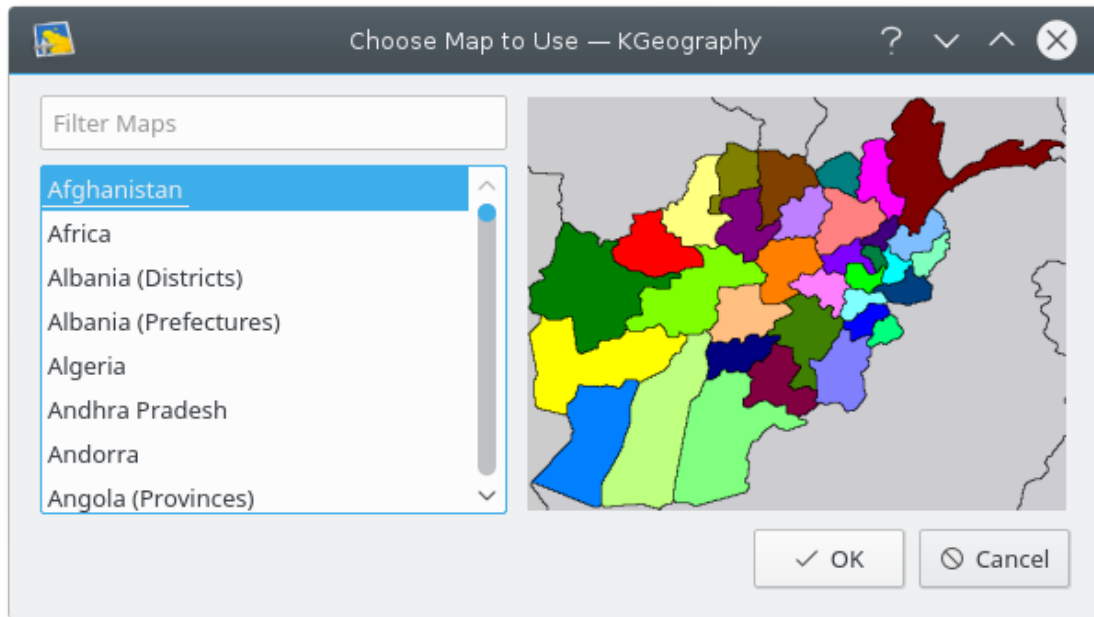 Choose Map to Use — KGeography
Filter Maps
Afghanistan
Africa
Albania (Districts)
Albania (Prefectures)
Algeria
Andhra Pradesh
Andorra
Angola (Provinces)
OK
Cancel